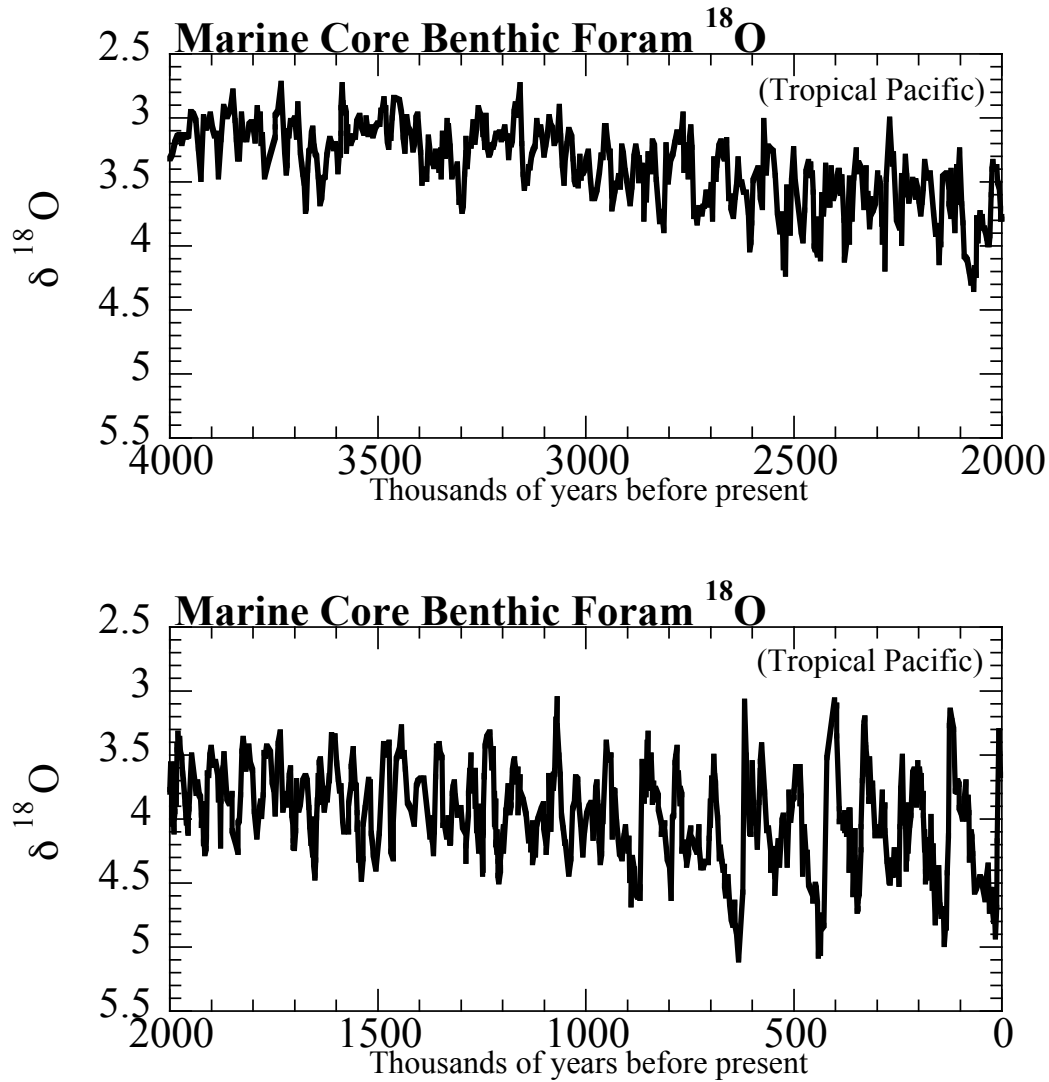 Marine Core Benthic Foram ¹⁸O
(Tropical Pacific)
2.5
3
3.5
4
4.5
5
5.5
δ ¹⁸O
4000 3500 3000 2500 2000
Thousands of years before present
Marine Core Benthic Foram ¹⁸O
(Tropical Pacific)
2.5
3
3.5
4
4.5
5
5.5
δ ¹⁸O
2000 1500 1000 500 0
Thousands of years before present